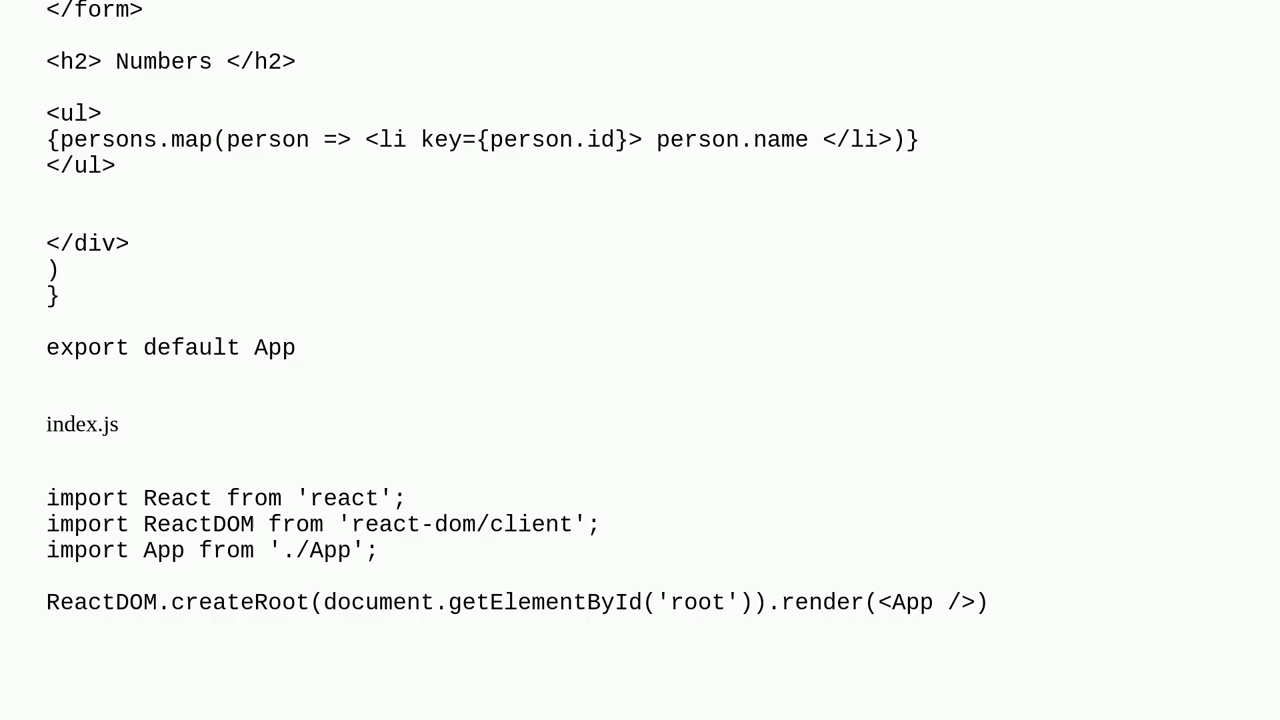 </form>
<h2> Numbers </h2>
<ul>
{persons.map(person => <li key={person.id}> person.name </li>)}
</ul>
</div>
)
}
export default App
index.js
import React from 'react';
import ReactDOM from 'react-dom/client';
import App from './App';
ReactDOM.createRoot(document.getElementById('root')).render(<App />)